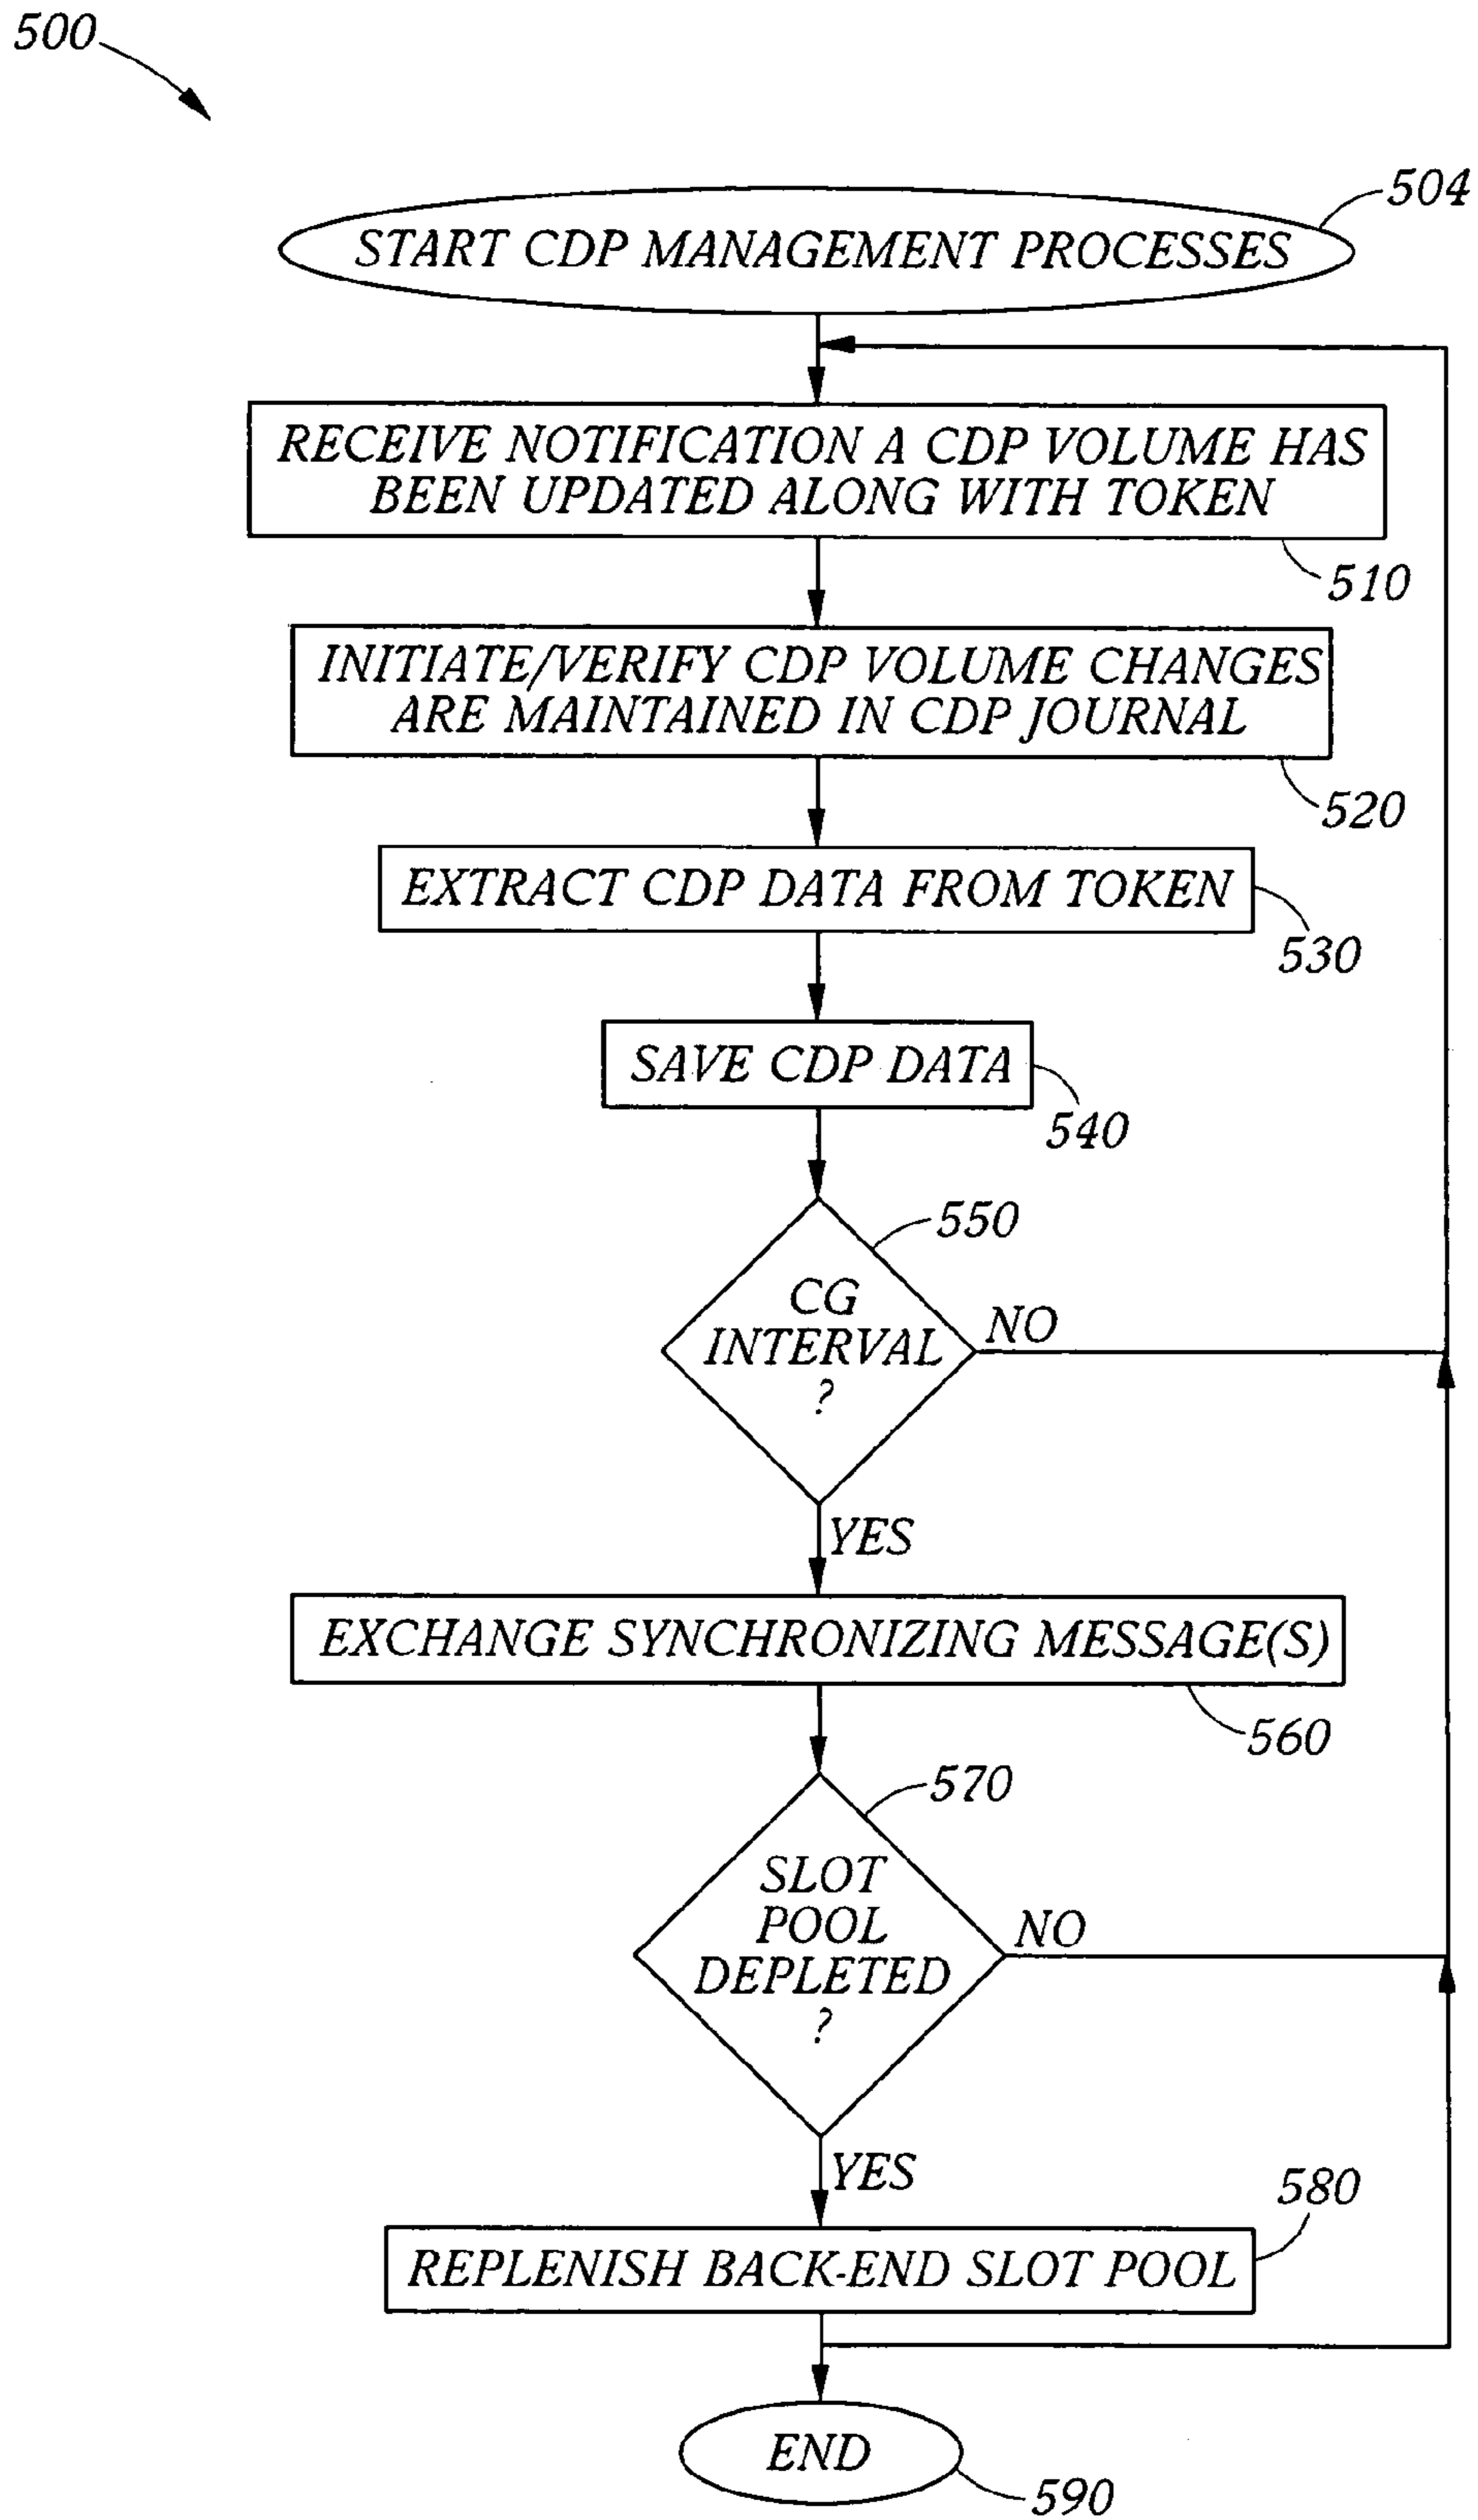 500
504
START CDP MANAGEMENT PROCESSES
RECEIVE NOTIFICATION A CDP VOLUME HAS
BEEN UPDATED ALONG WITH TOKEN
510
INITIATE/VERIFY CDP VOLUME CHANGES
ARE MAINTAINED IN CDP JOURNAL
520
EXTRACT CDP DATA FROM TOKEN
530
SAVE CDP DATA
540
550
CG
INTERVAL
?
NO
YES
EXCHANGE SYNCHRONIZING MESSAGE(S)
560
570
SLOT
POOL
DEPLETED
?
NO
YES
580
REPLENISH BACK-END SLOT POOL
END
590